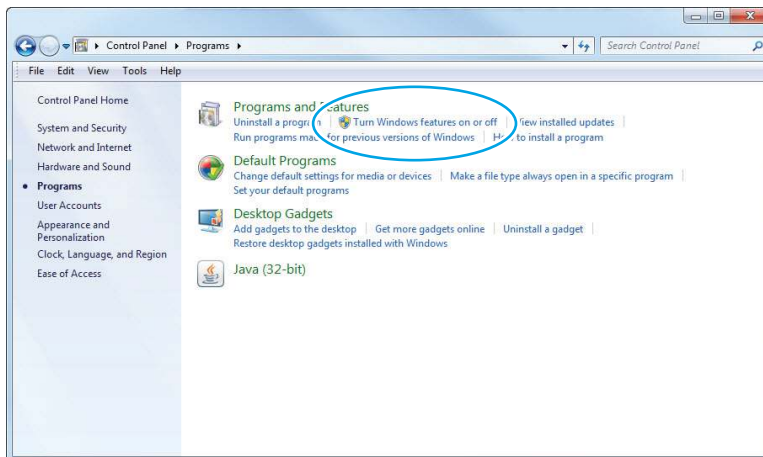 Control Panel ▸ Programs ▸
Search Control Panel
File Edit View Tools Help
Control Panel Home
System and Security
Network and Internet
Hardware and Sound
Programs
User Accounts
Appearance and
Personalization
Clock, Language, and Region
Ease of Access
Programs and Features
Uninstall a program Turn Windows features on or off View installed updates
Run programs made for previous versions of Windows How to install a program
Default Programs
Change default settings for media or devices Make a file type always open in a specific program
Set your default programs
Desktop Gadgets
Add gadgets to the desktop Get more gadgets online Uninstall a gadget
Restore desktop gadgets installed with Windows
Java (32-bit)